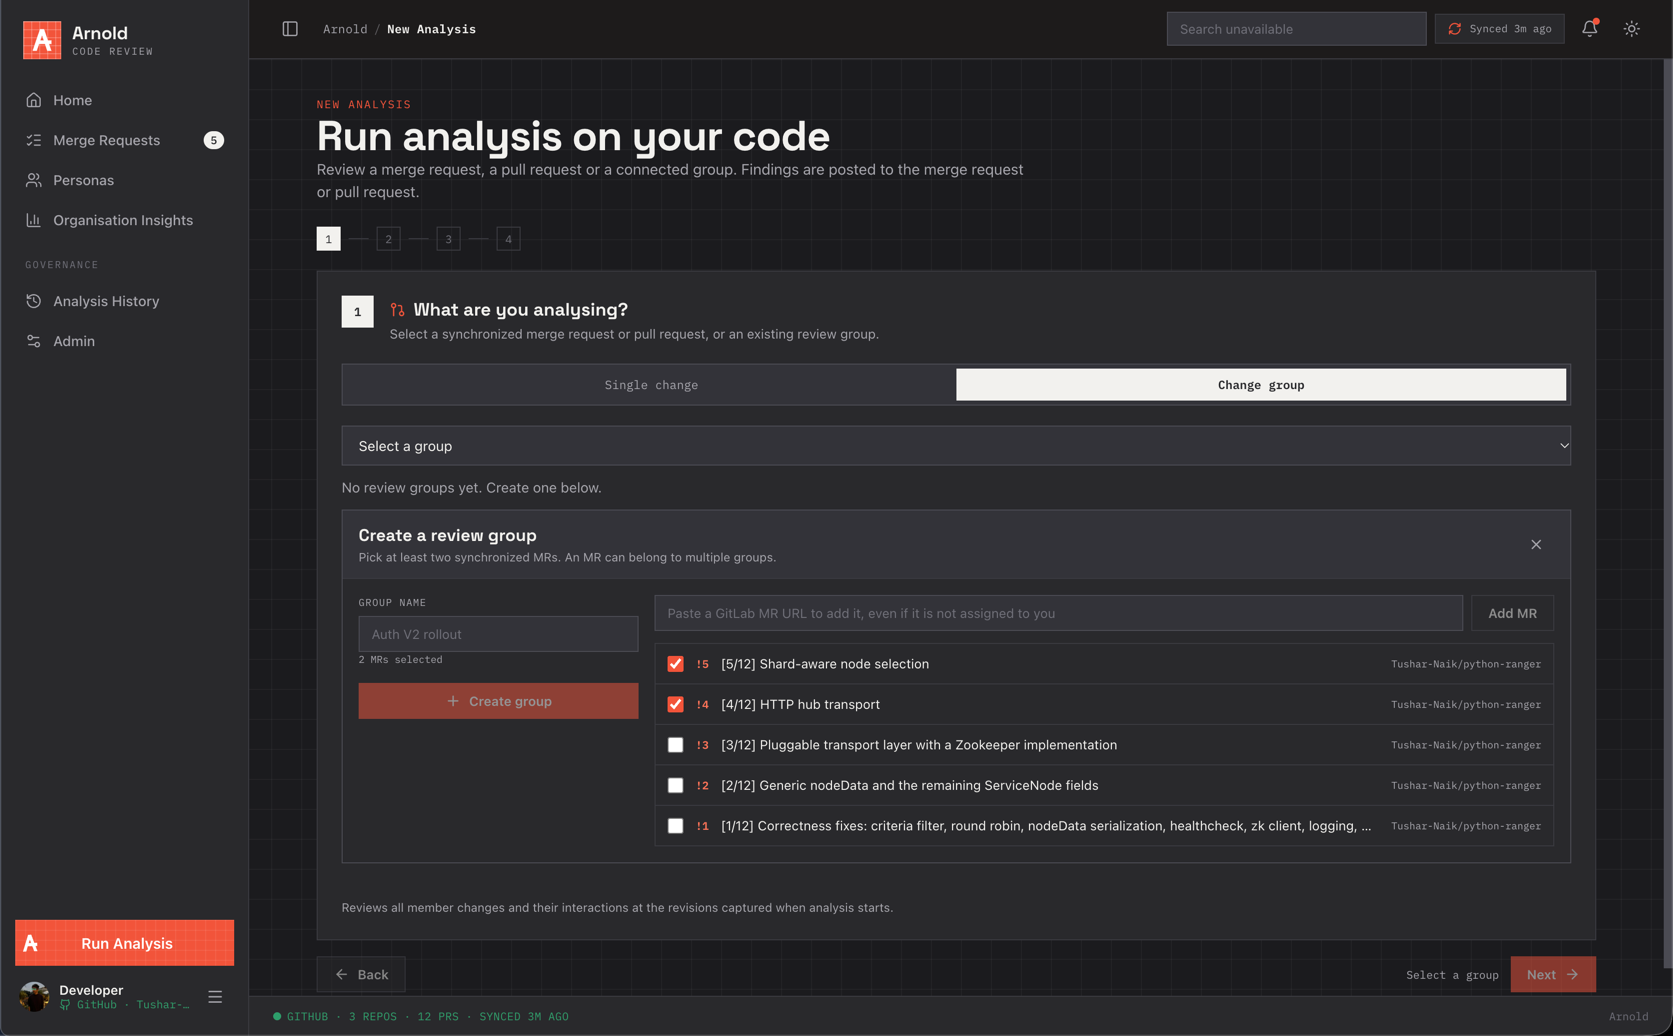 Arnold
CODE REVIEW
Home
Merge Requests 5
Personas
Organisation Insights
GOVERNANCE
Analysis History
Admin
Run Analysis
Developer
GitHub · Tushar-…
Arnold / New Analysis
Search unavailable
Synced 3m ago
NEW ANALYSIS
Run analysis on your code
Review a merge request, a pull request or a connected group. Findings are posted to the merge request
or pull request.
1 2 3 4
1 What are you analysing?
Select a synchronized merge request or pull request, or an existing review group.
Single change Change group
Select a group
No review groups yet. Create one below.
Create a review group
Pick at least two synchronized MRs. An MR can belong to multiple groups.
GROUP NAME
Auth V2 rollout
2 MRs selected
+ Create group
Paste a GitLab MR URL to add it, even if it is not assigned to you Add MR
!5 [5/12] Shard-aware node selection Tushar-Naik/python-ranger
!4 [4/12] HTTP hub transport Tushar-Naik/python-ranger
!3 [3/12] Pluggable transport layer with a Zookeeper implementation Tushar-Naik/python-ranger
!2 [2/12] Generic nodeData and the remaining ServiceNode fields Tushar-Naik/python-ranger
!1 [1/12] Correctness fixes: criteria filter, round robin, nodeData serialization, healthcheck, zk client, logging, … Tushar-Naik/python-ranger
Reviews all member changes and their interactions at the revisions captured when analysis starts.
← Back
Select a group Next →
GITHUB · 3 REPOS · 12 PRS · SYNCED 3M AGO
Arnold